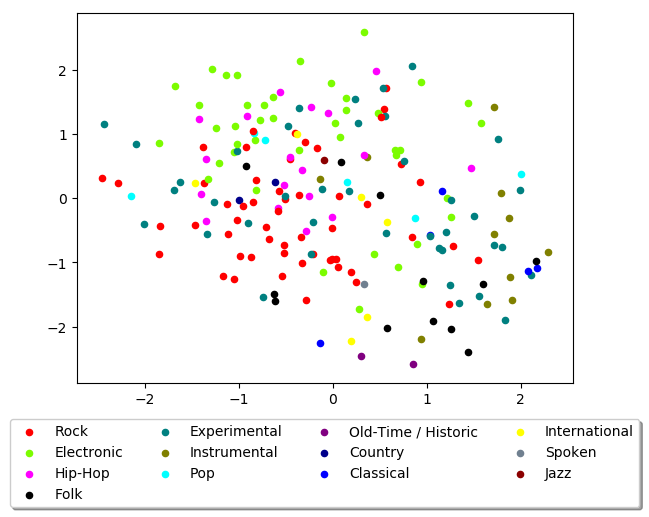 2
1
0
−1
−2
−2 −1 0 1 2
Rock Experimental Old-Time / Historic International
Electronic Instrumental Country Spoken
Hip-Hop Pop Classical Jazz
Folk